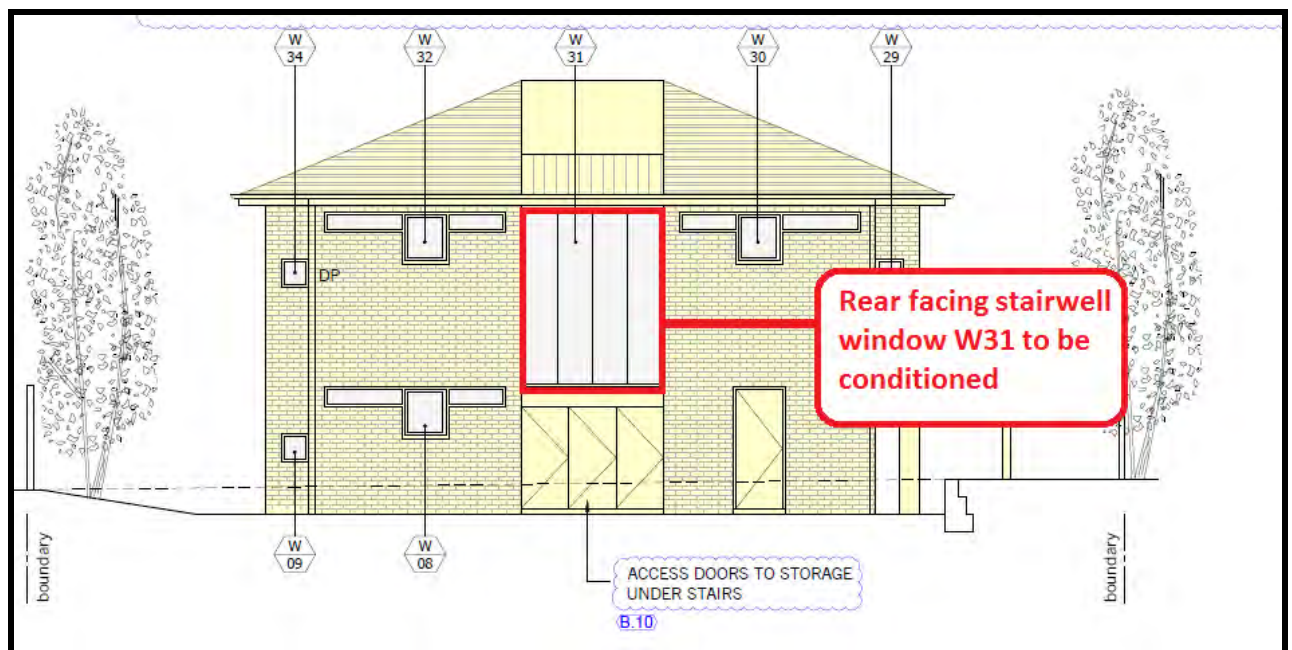 W
34
W
32
W
31
W
30
W
29
DP
Rear facing stairwell
window W31 to be
conditioned
W
09
W
08
boundary
boundary
ACCESS DOORS TO STORAGE
UNDER STAIRS
B.10